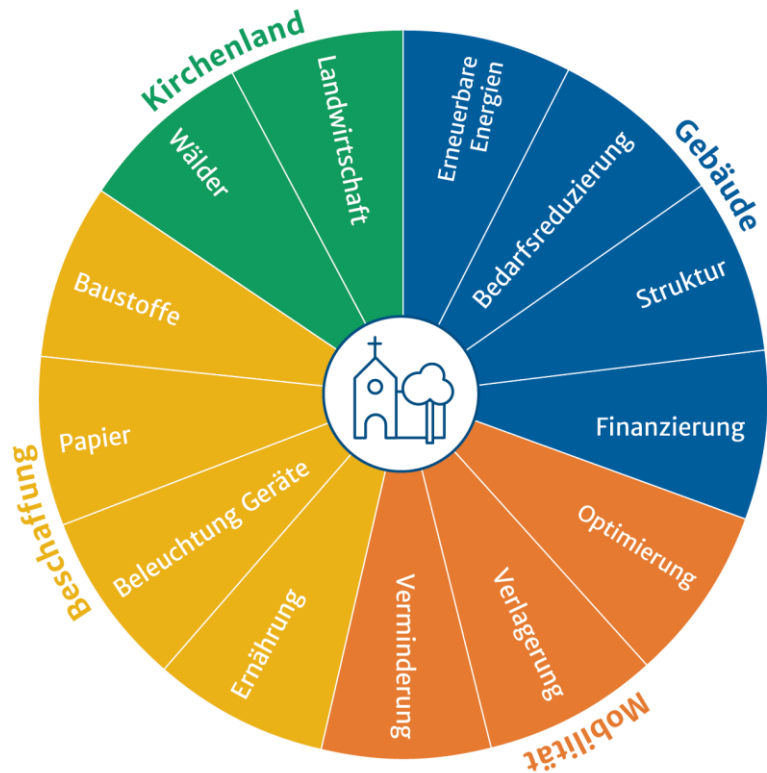 Kirchenland
Wälder
Landwirtschaft
Gebäude
Erneuerbare
Energien
Bedarfsreduzierung
Struktur
Finanzierung
Mobilität
Optimierung
Verlagerung
Verminderung
Beschaffung
Ernährung
Beleuchtung Geräte
Papier
Baustoffe